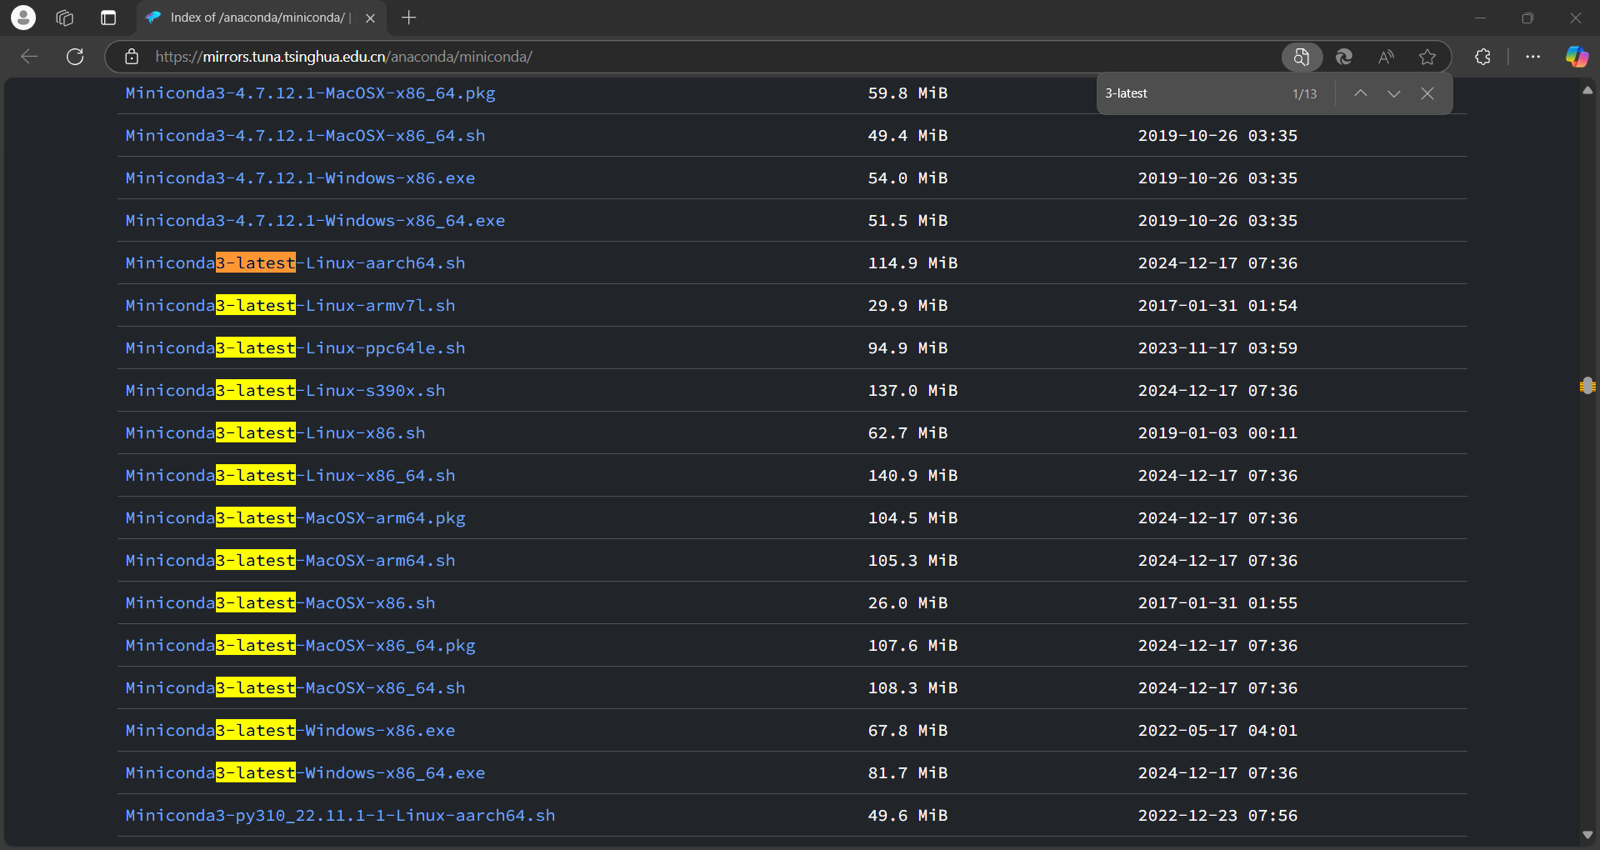 Index of /anaconda/miniconda/ |
https://mirrors.tuna.tsinghua.edu.cn/anaconda/miniconda/
3-latest 1/13
Miniconda3-4.7.12.1-MacOSX-x86_64.pkg 59.8 MiB
Miniconda3-4.7.12.1-MacOSX-x86_64.sh 49.4 MiB 2019-10-26 03:35
Miniconda3-4.7.12.1-Windows-x86.exe 54.0 MiB 2019-10-26 03:35
Miniconda3-4.7.12.1-Windows-x86_64.exe 51.5 MiB 2019-10-26 03:35
Miniconda3-latest-Linux-aarch64.sh 114.9 MiB 2024-12-17 07:36
Miniconda3-latest-Linux-armv7l.sh 29.9 MiB 2017-01-31 01:54
Miniconda3-latest-Linux-ppc64le.sh 94.9 MiB 2023-11-17 03:59
Miniconda3-latest-Linux-s390x.sh 137.0 MiB 2024-12-17 07:36
Miniconda3-latest-Linux-x86.sh 62.7 MiB 2019-01-03 00:11
Miniconda3-latest-Linux-x86_64.sh 140.9 MiB 2024-12-17 07:36
Miniconda3-latest-MacOSX-arm64.pkg 104.5 MiB 2024-12-17 07:36
Miniconda3-latest-MacOSX-arm64.sh 105.3 MiB 2024-12-17 07:36
Miniconda3-latest-MacOSX-x86.sh 26.0 MiB 2017-01-31 01:55
Miniconda3-latest-MacOSX-x86_64.pkg 107.6 MiB 2024-12-17 07:36
Miniconda3-latest-MacOSX-x86_64.sh 108.3 MiB 2024-12-17 07:36
Miniconda3-latest-Windows-x86.exe 67.8 MiB 2022-05-17 04:01
Miniconda3-latest-Windows-x86_64.exe 81.7 MiB 2024-12-17 07:36
Miniconda3-py310_22.11.1-1-Linux-aarch64.sh 49.6 MiB 2022-12-23 07:56